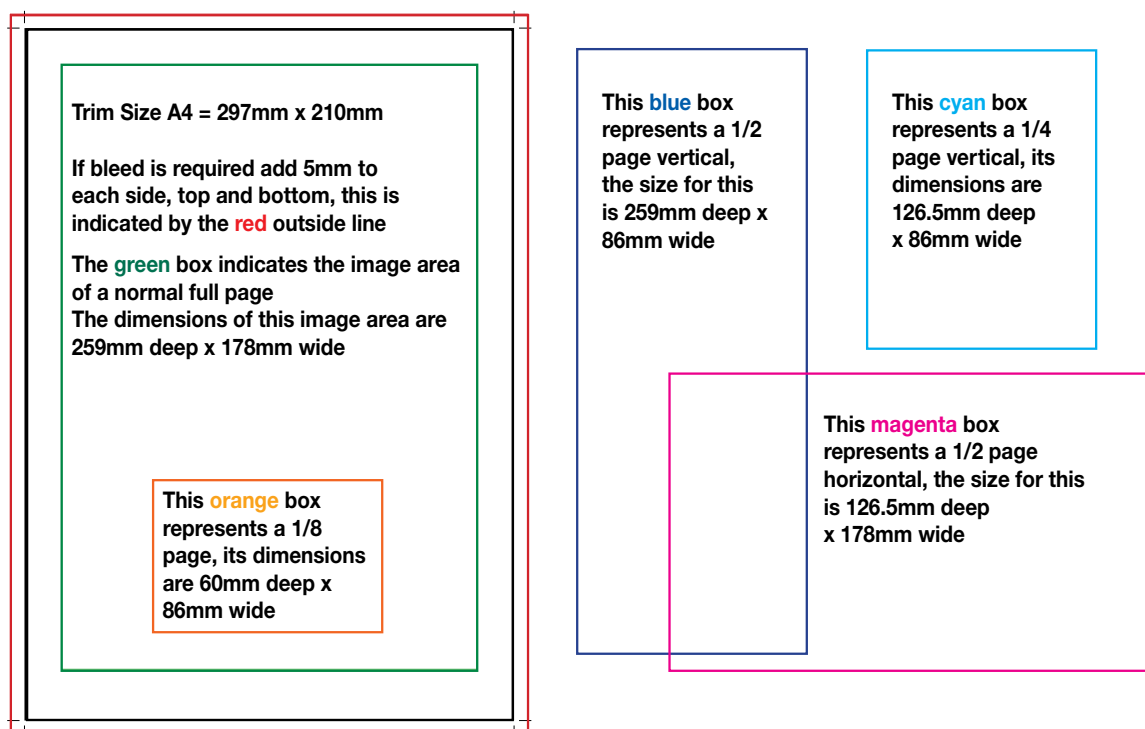 Trim Size A4 = 297mm x 210mm
If bleed is required add 5mm to
each side, top and bottom, this is
indicated by the red outside line
The green box indicates the image area
of a normal full page
The dimensions of this image area are
259mm deep x 178mm wide
This orange box
represents a 1/8
page, its dimensions
are 60mm deep x
86mm wide
This blue box
represents a 1/2
page vertical,
the size for this
is 259mm deep x
86mm wide
This cyan box
represents a 1/4
page vertical, its
dimensions are
126.5mm deep
x 86mm wide
This magenta box
represents a 1/2 page
horizontal, the size for this
is 126.5mm deep
x 178mm wide